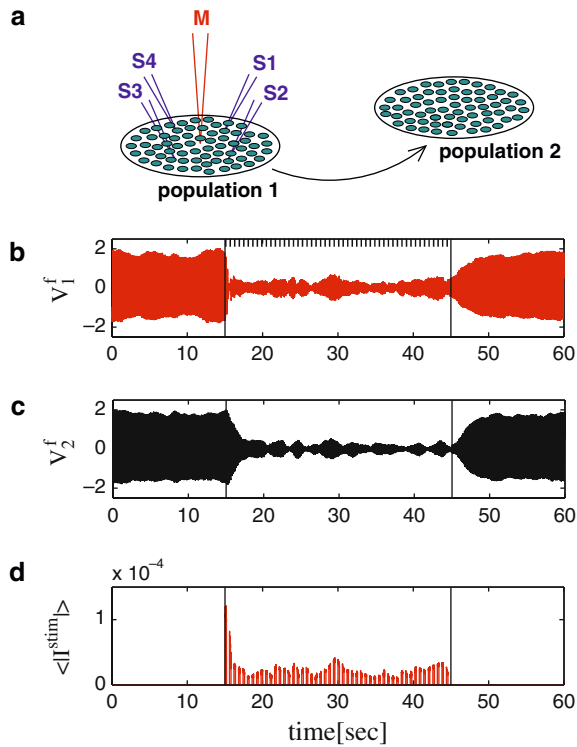 a
M
S4
S1
S3
S2
population 1
population 2
b
V₁ᶠ
2
0
−2
0 10 20 30 40 50 60
c
V₂ᶠ
2
0
−2
0 10 20 30 40 50 60
d
x 10⁻⁴
<|Iˢᵗⁱᵐ|>
1
0
0 10 20 30 40 50 60
time[sec]